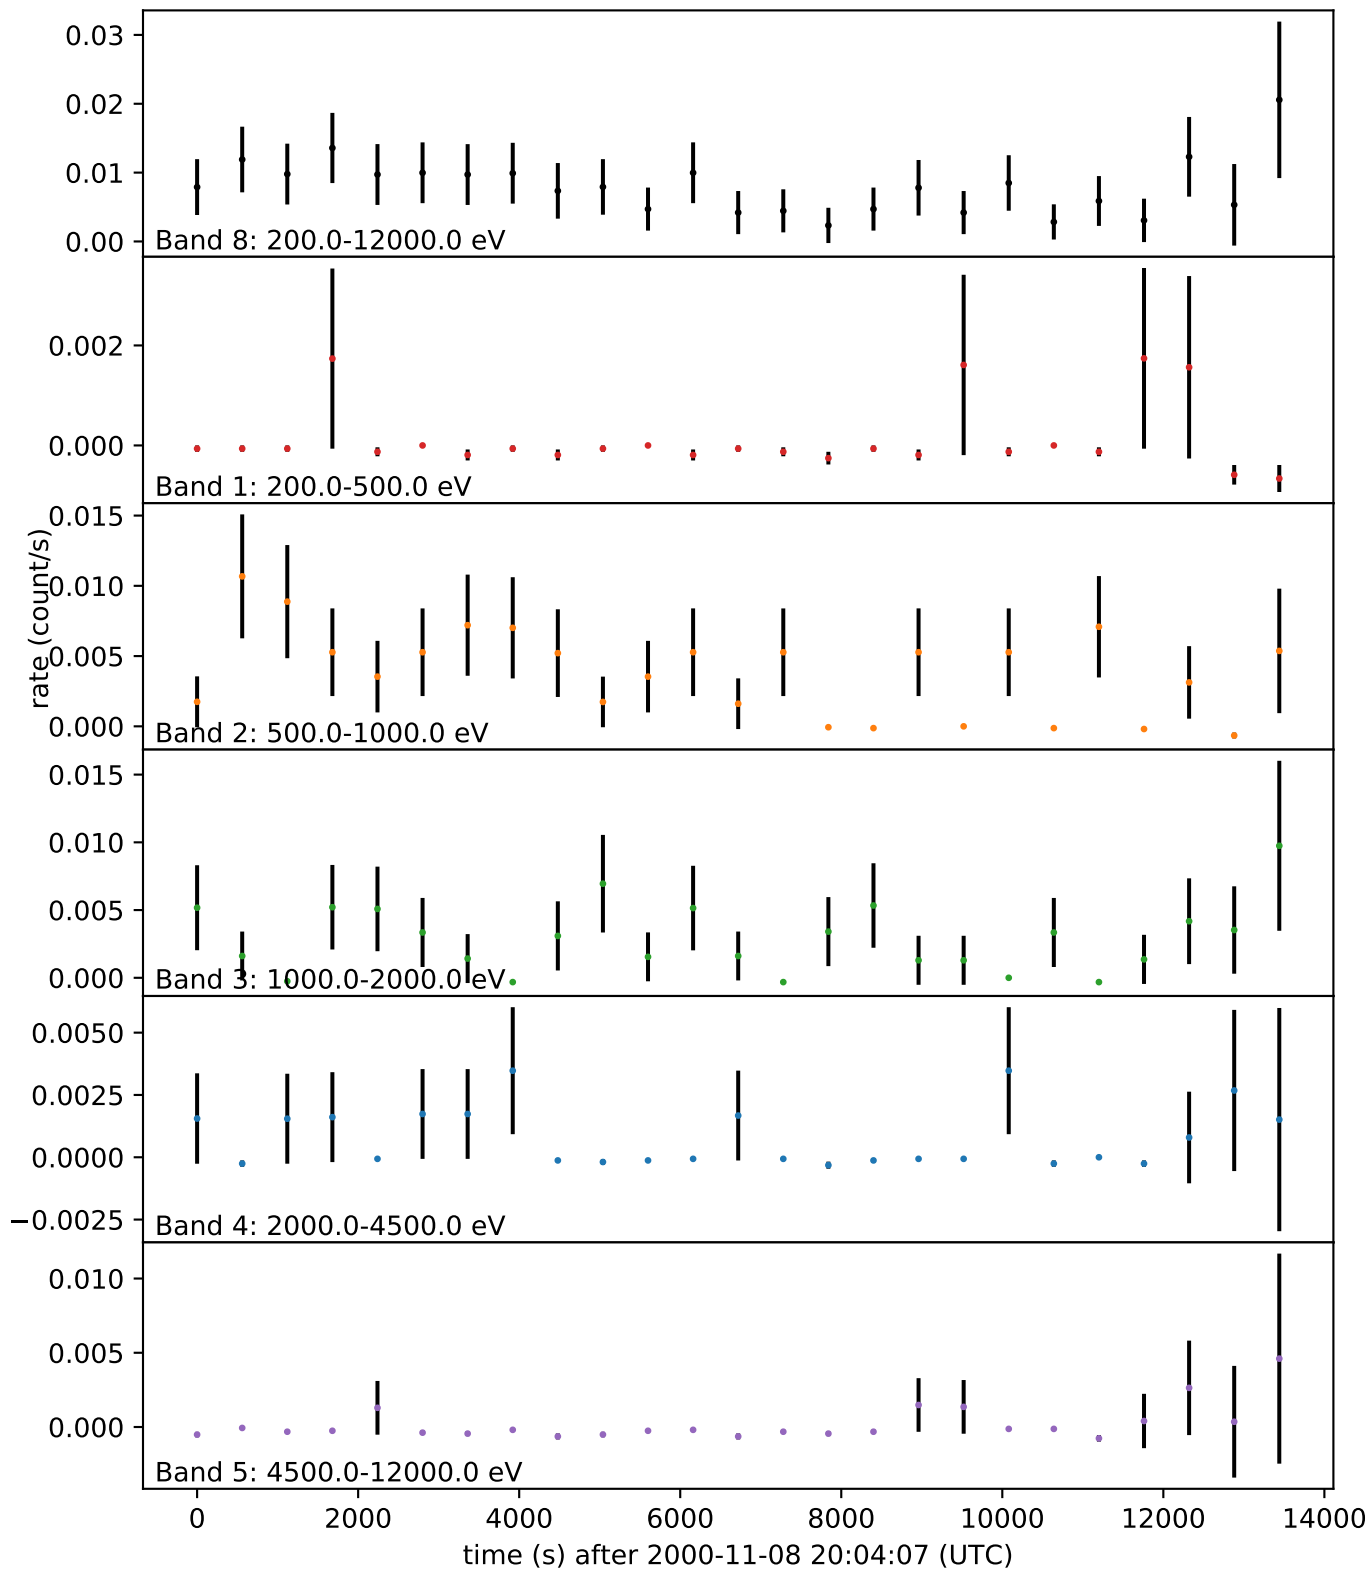 0.03
0.02
0.01
0.00
Band 8: 200.0-12000.0 eV
0.002
0.000
Band 1: 200.0-500.0 eV
rate (count/s)
0.015
0.010
0.005
0.000
Band 2: 500.0-1000.0 eV
0.015
0.010
0.005
0.000
Band 3: 1000.0-2000.0 eV
0.0050
0.0025
0.0000
−0.0025
Band 4: 2000.0-4500.0 eV
0.010
0.005
0.000
Band 5: 4500.0-12000.0 eV
0 2000 4000 6000 8000 10000 12000 14000
time (s) after 2000-11-08 20:04:07 (UTC)